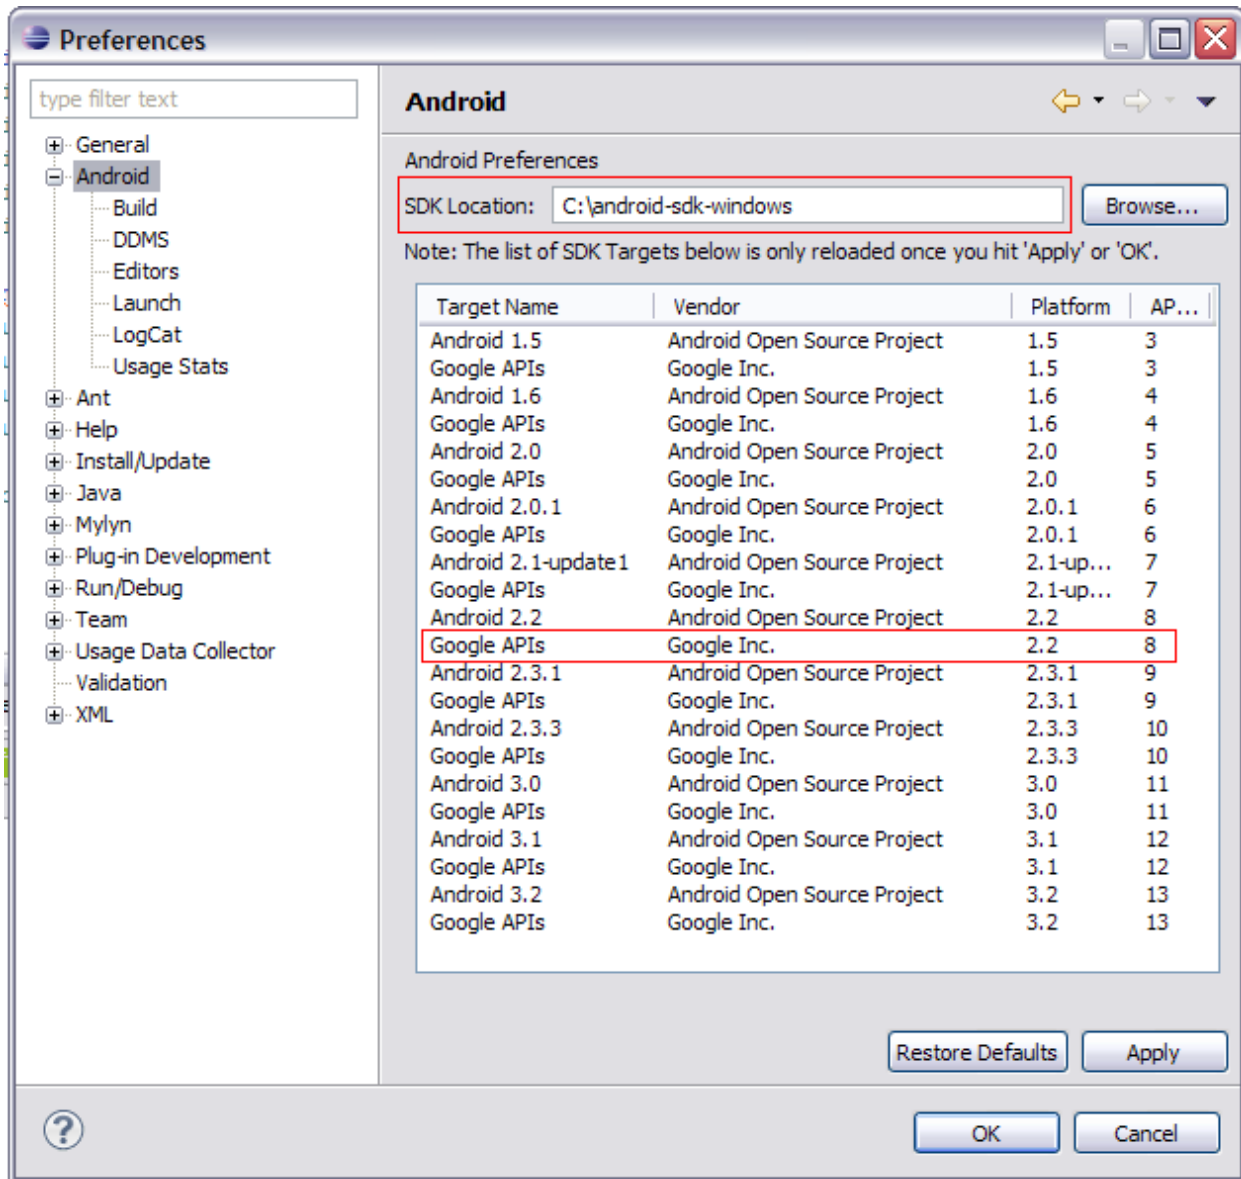 Preferences
type filter text
General
Android
Build
DDMS
Editors
Launch
LogCat
Usage Stats
Ant
Help
Install/Update
Java
Mylyn
Plug-in Development
Run/Debug
Team
Usage Data Collector
Validation
XML
Android
Android Preferences
SDK Location: C:\android-sdk-windows Browse...
Note: The list of SDK Targets below is only reloaded once you hit 'Apply' or 'OK'.
Target Name Vendor Platform AP...
Android 1.5 Android Open Source Project 1.5 3
Google APIs Google Inc. 1.5 3
Android 1.6 Android Open Source Project 1.6 4
Google APIs Google Inc. 1.6 4
Android 2.0 Android Open Source Project 2.0 5
Google APIs Google Inc. 2.0 5
Android 2.0.1 Android Open Source Project 2.0.1 6
Google APIs Google Inc. 2.0.1 6
Android 2.1-update1 Android Open Source Project 2.1-up... 7
Google APIs Google Inc. 2.1-up... 7
Android 2.2 Android Open Source Project 2.2 8
Google APIs Google Inc. 2.2 8
Android 2.3.1 Android Open Source Project 2.3.1 9
Google APIs Google Inc. 2.3.1 9
Android 2.3.3 Android Open Source Project 2.3.3 10
Google APIs Google Inc. 2.3.3 10
Android 3.0 Android Open Source Project 3.0 11
Google APIs Google Inc. 3.0 11
Android 3.1 Android Open Source Project 3.1 12
Google APIs Google Inc. 3.1 12
Android 3.2 Android Open Source Project 3.2 13
Google APIs Google Inc. 3.2 13
Restore Defaults Apply
? OK Cancel